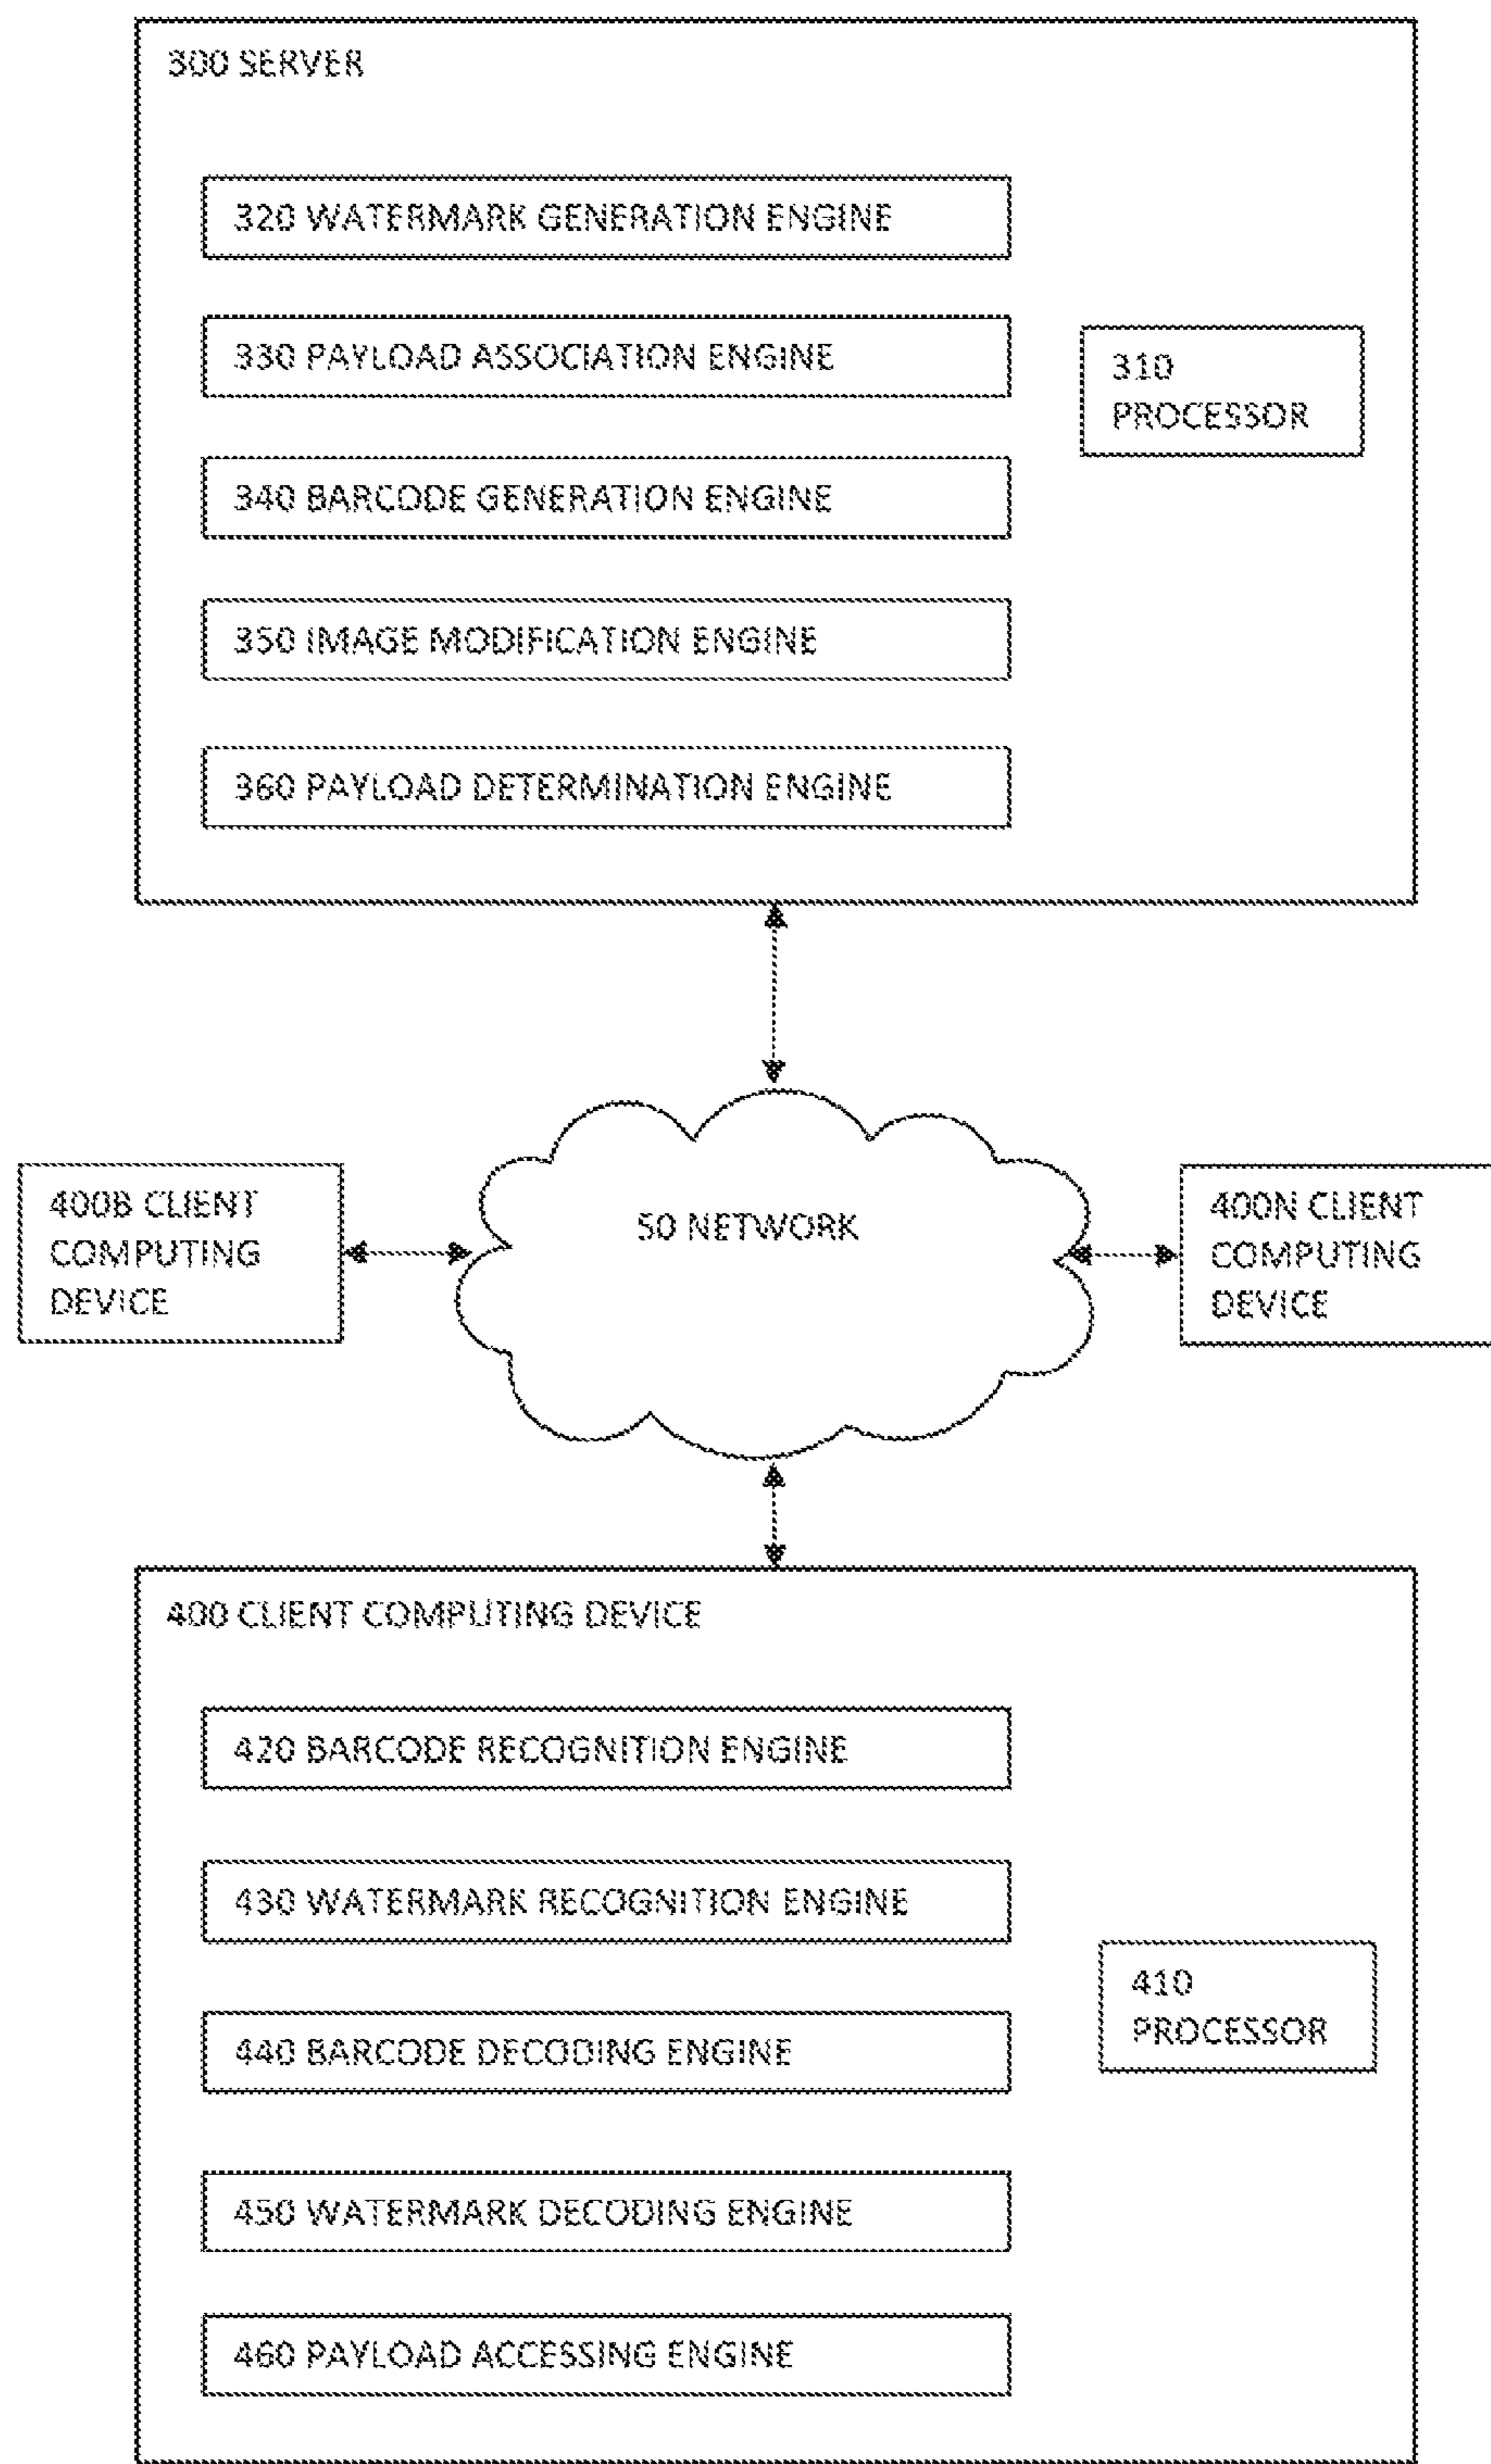 300 SERVER
320 WATERMARK GENERATION ENGINE
330 PAYLOAD ASSOCIATION ENGINE
310
PROCESSOR
340 BARCODE GENERATION ENGINE
350 IMAGE MODIFICATION ENGINE
360 PAYLOAD DETERMINATION ENGINE
400B CLIENT
COMPUTING
DEVICE
50 NETWORK
400N CLIENT
COMPUTING
DEVICE
400 CLIENT COMPUTING DEVICE
420 BARCODE RECOGNITION ENGINE
430 WATERMARK RECOGNITION ENGINE
410
PROCESSOR
440 BARCODE DECODING ENGINE
450 WATERMARK DECODING ENGINE
460 PAYLOAD ACCESSING ENGINE